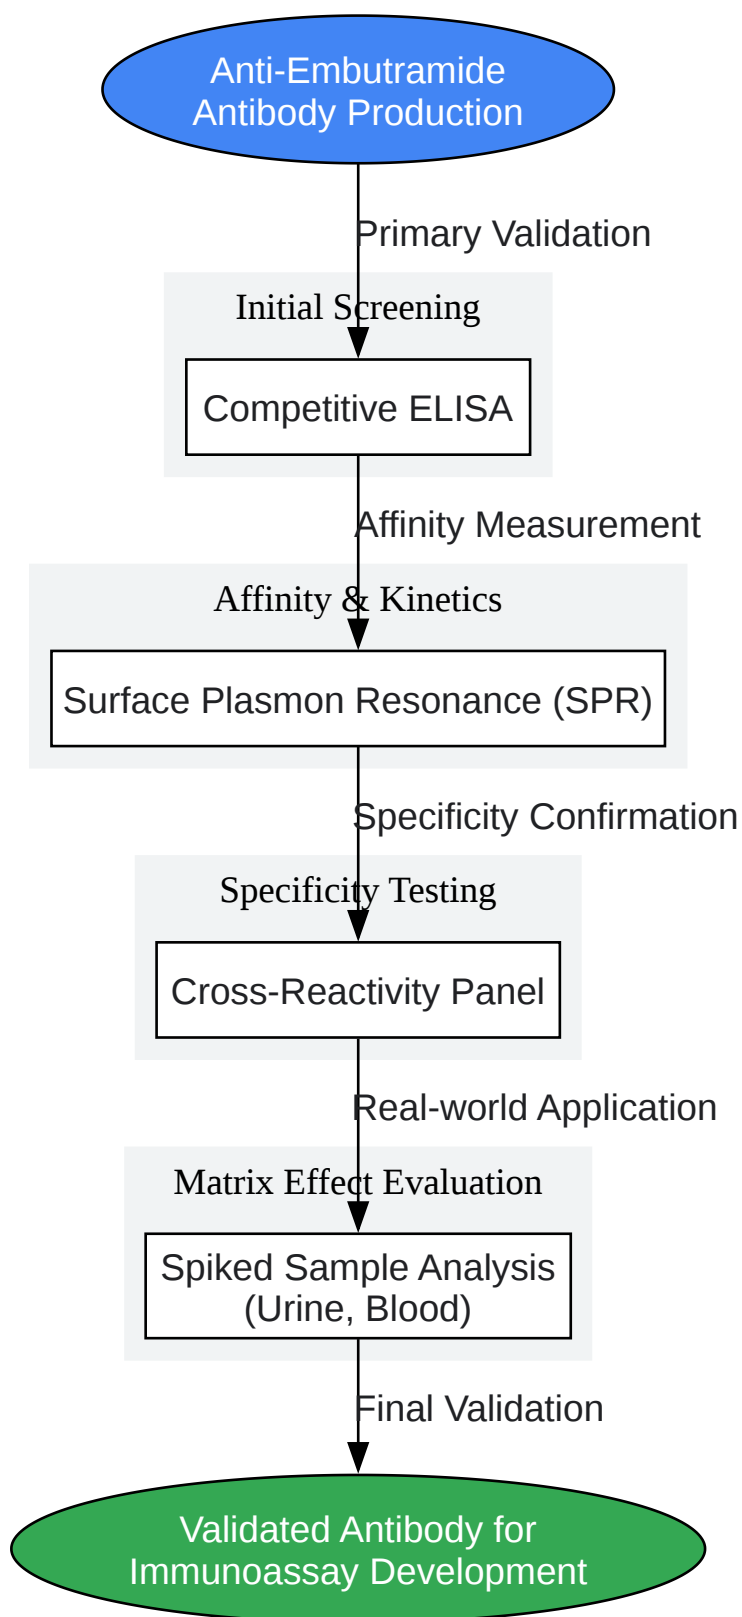 Anti-Embutramide
Antibody Production
Primary Validation
Initial Screening
Competitive ELISA
Affinity Measurement
Affinity & Kinetics
Surface Plasmon Resonance (SPR)
Specificity Confirmation
Specificity Testing
Cross-Reactivity Panel
Real-world Application
Matrix Effect Evaluation
Spiked Sample Analysis
(Urine, Blood)
Final Validation
Validated Antibody for
Immunoassay Development